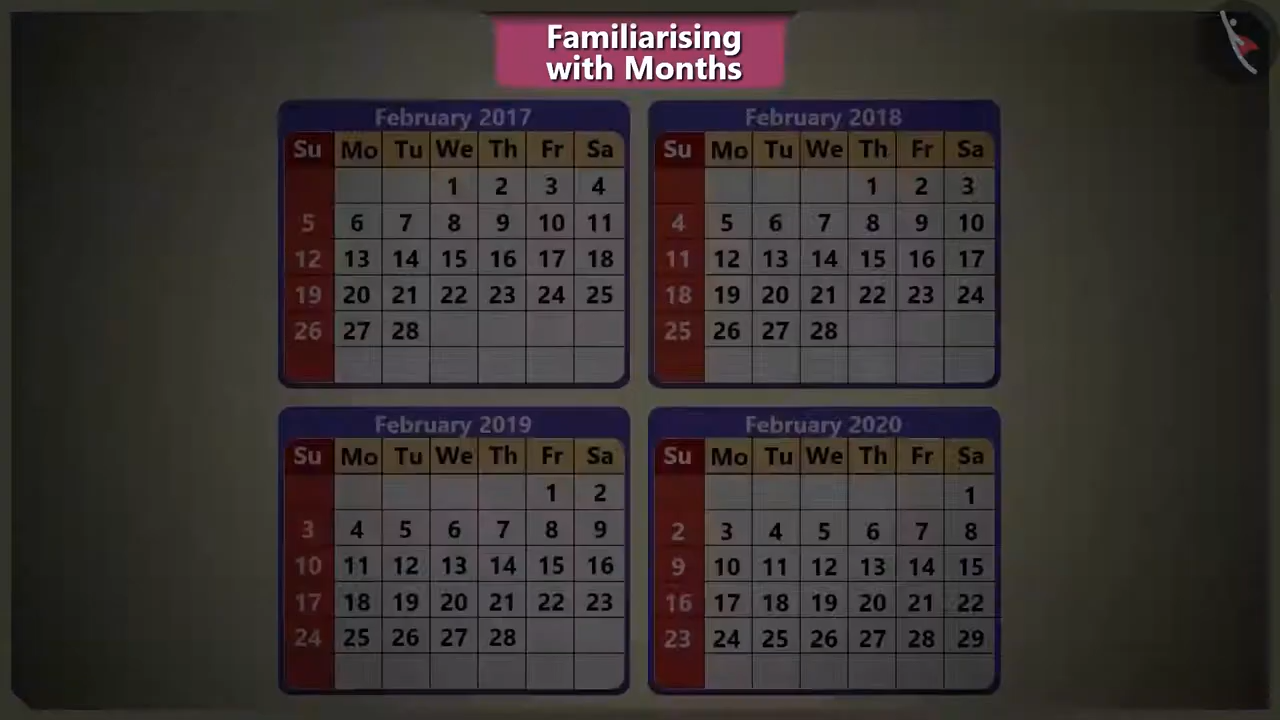 Familiarising
with Months
February 2017
Su Mo Tu We Th Fr Sa
1 2 3 4
5 6 7 8 9 10 11
12 13 14 15 16 17 18
19 20 21 22 23 24 25
26 27 28
February 2018
Su Mo Tu We Th Fr Sa
1 2 3
4 5 6 7 8 9 10
11 12 13 14 15 16 17
18 19 20 21 22 23 24
25 26 27 28
February 2019
Su Mo Tu We Th Fr Sa
1 2
3 4 5 6 7 8 9
10 11 12 13 14 15 16
17 18 19 20 21 22 23
24 25 26 27 28
February 2020
Su Mo Tu We Th Fr Sa
1
2 3 4 5 6 7 8
9 10 11 12 13 14 15
16 17 18 19 20 21 22
23 24 25 26 27 28 29